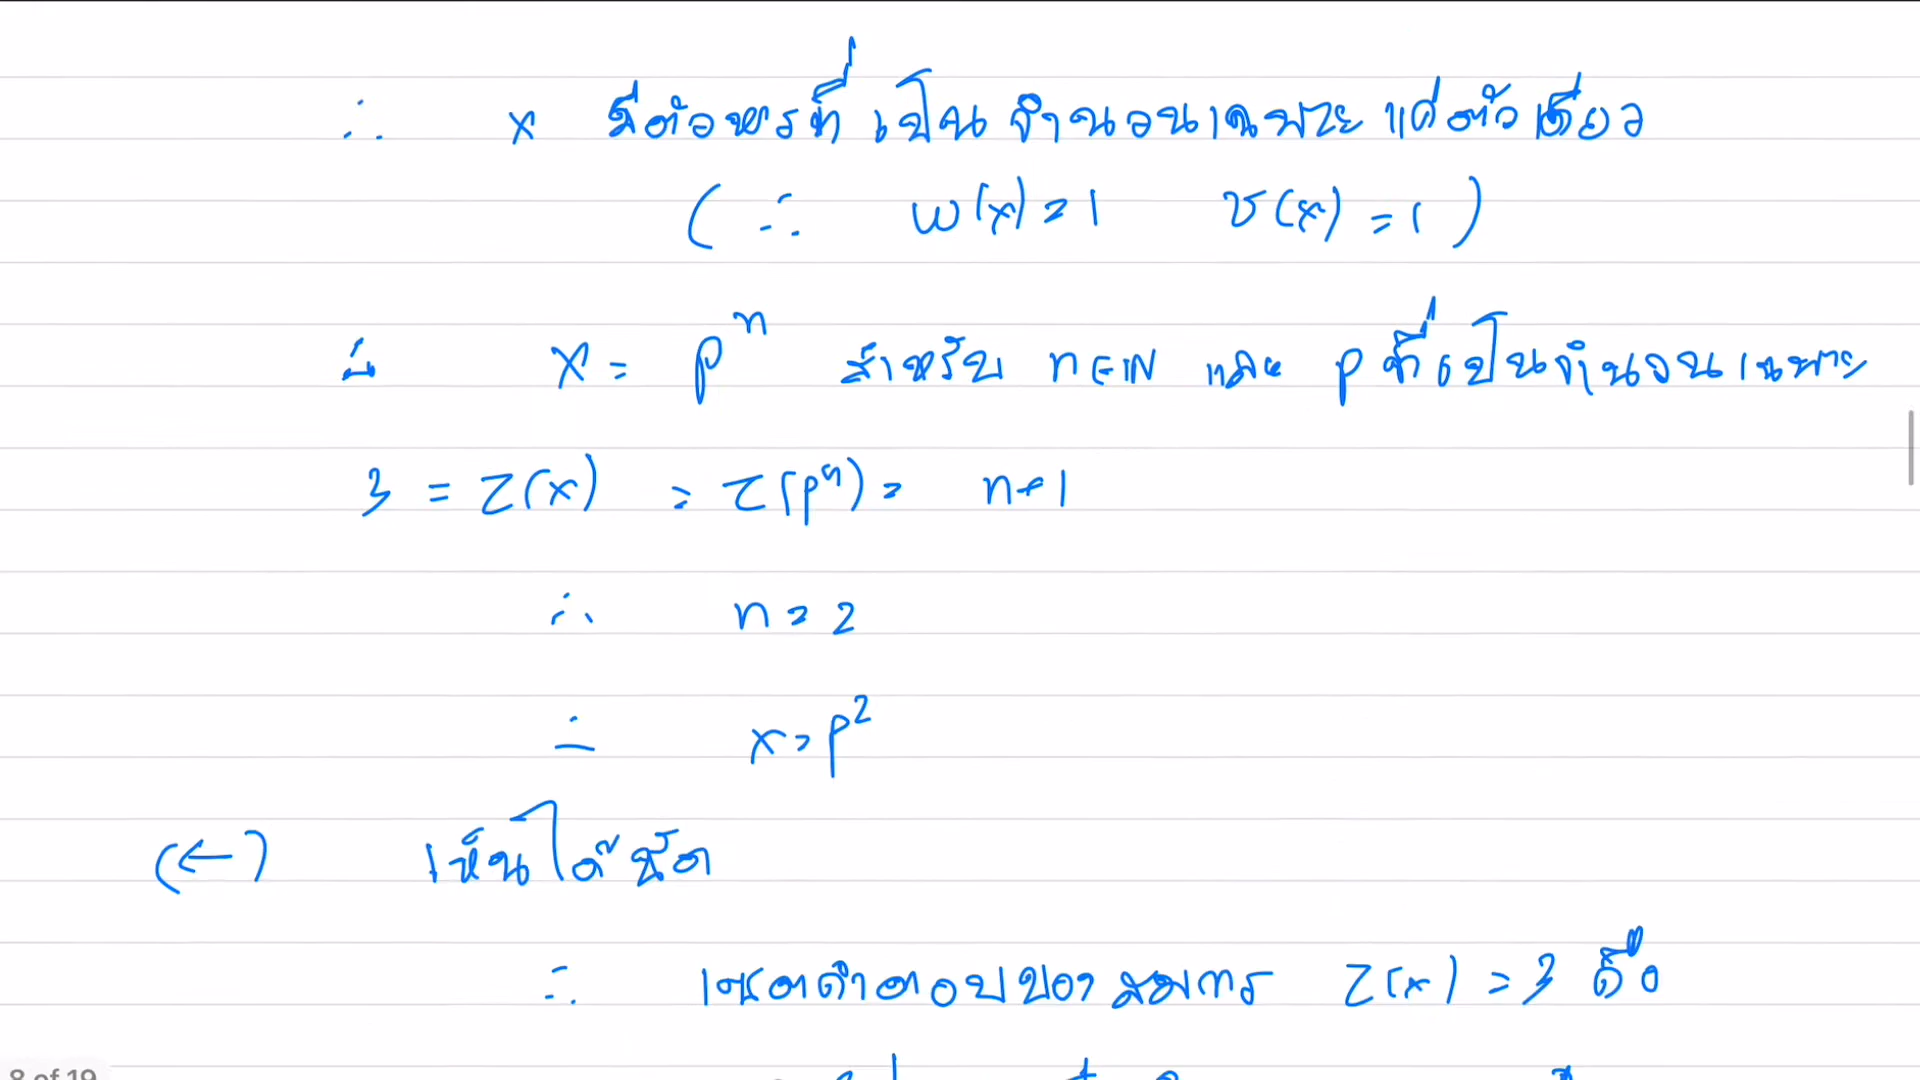 ∴ x มีตัวหารที่เป็นจำนวนเฉพาะแค่ตัวเดียว
(∴ ω(x) = 1 υ(x) = 1)
∴ x = pⁿ สำหรับ n ∈ ℕ และ p ที่เป็นจำนวนเฉพาะ
3 = τ(x) = τ(pⁿ) = n+1
∴ n = 2
∴ x = p²
(←) เห็นได้ชัด
∴ เซตคำตอบของสมการ τ(x) = 3 คือ
8 of 19